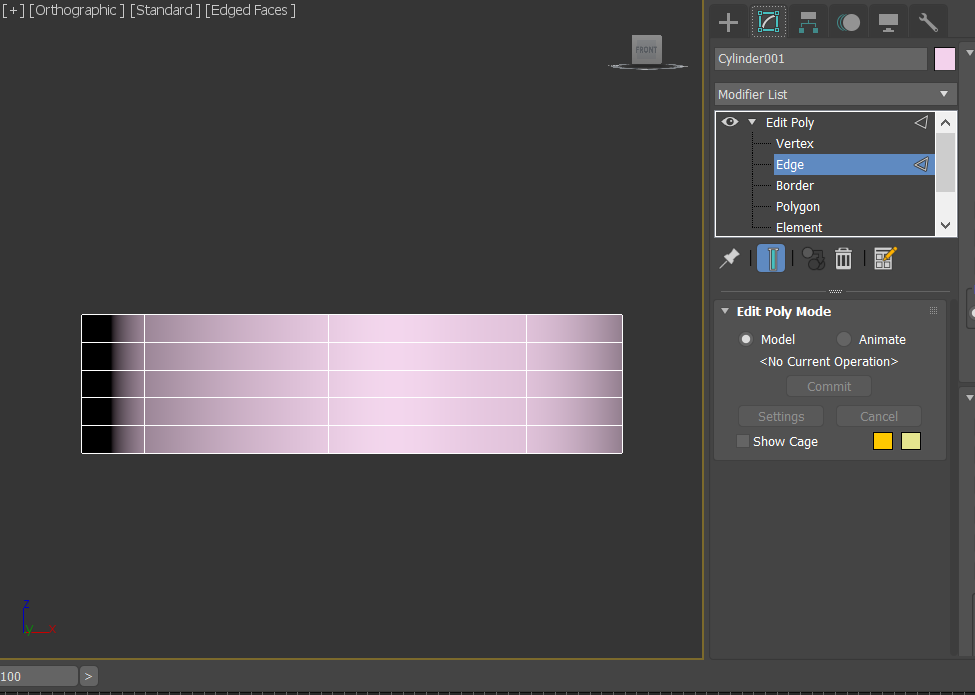 [+] [Orthographic ] [Standard ] [Edged Faces ]
FRONT
Cylinder001
Modifier List
Edit Poly
Vertex
Edge
Border
Polygon
Element
Edit Poly Mode
Model Animate
<No Current Operation>
Commit
Settings Cancel
Show Cage
z
y x
100 >